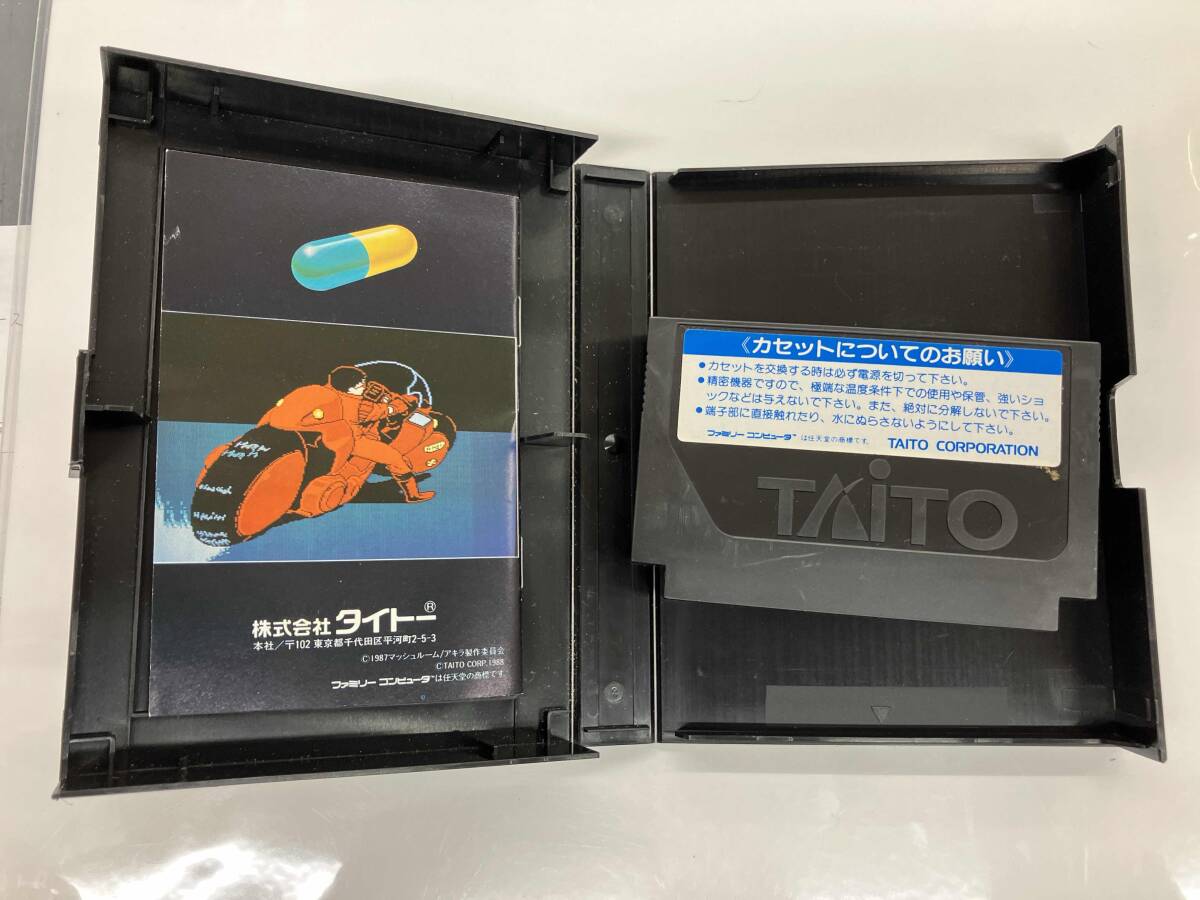 株式会社 タイトー®
本社/〒102 東京都千代田区平河町2-5-3
©1987マッシュルーム/アキラ製作委員会
©TAITO CORP.1988
ファミリー コンピュータ™は任天堂の商標です。
《カセットについてのお願い》
●カセットを交換する時は必ず電源を切って下さい。
●精密機器ですので、極端な温度条件下での使用や保管、強いショ
ックなどは与えないで下さい。また、絶対に分解しないで下さい。
●端子部に直接触れたり、水にぬらさないようにして下さい。
ファミリー コンピュータ™ は任天堂の商標です。 TAITO CORPORATION
TAiTO